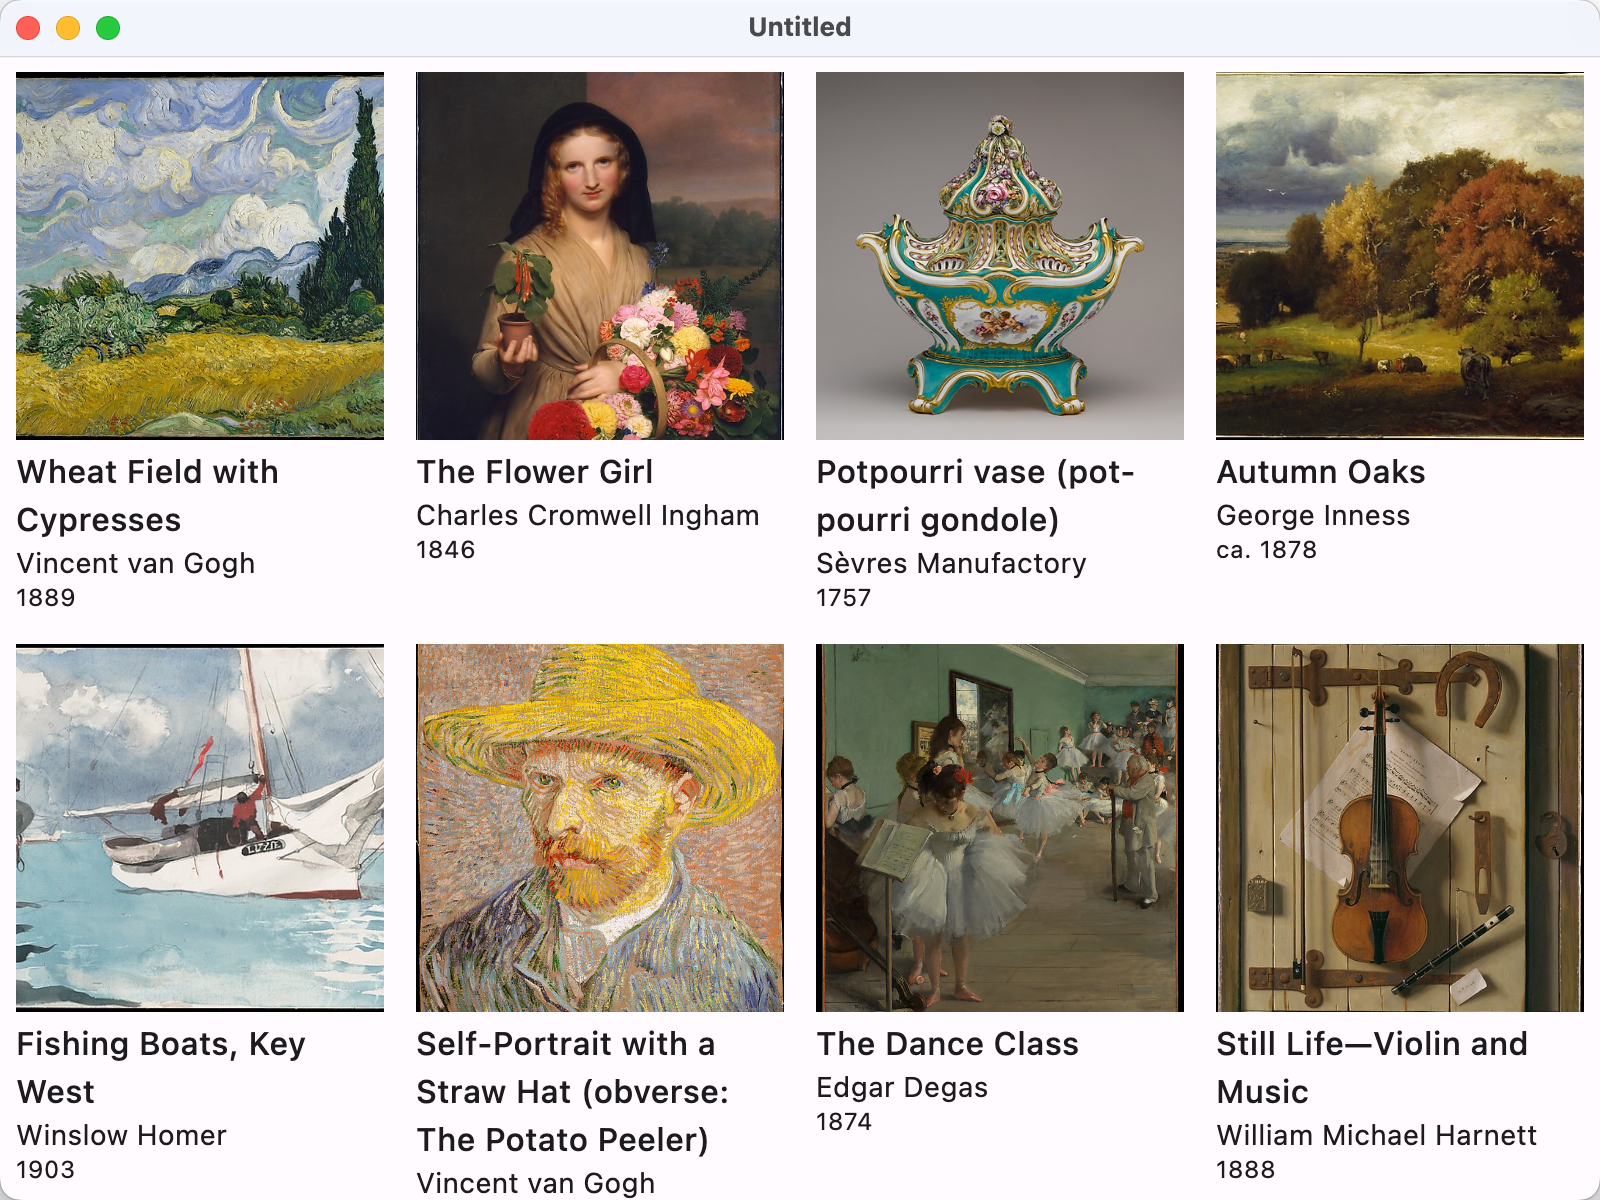 Untitled
Wheat Field with
Cypresses
Vincent van Gogh
1889
The Flower Girl
Charles Cromwell Ingham
1846
Potpourri vase (pot-
pourri gondole)
Sèvres Manufactory
1757
Autumn Oaks
George Inness
ca. 1878
LIZZIE
Fishing Boats, Key
West
Winslow Homer
1903
Self-Portrait with a
Straw Hat (obverse:
The Potato Peeler)
Vincent van Gogh
The Dance Class
Edgar Degas
1874
Still Life—Violin and
Music
William Michael Harnett
1888